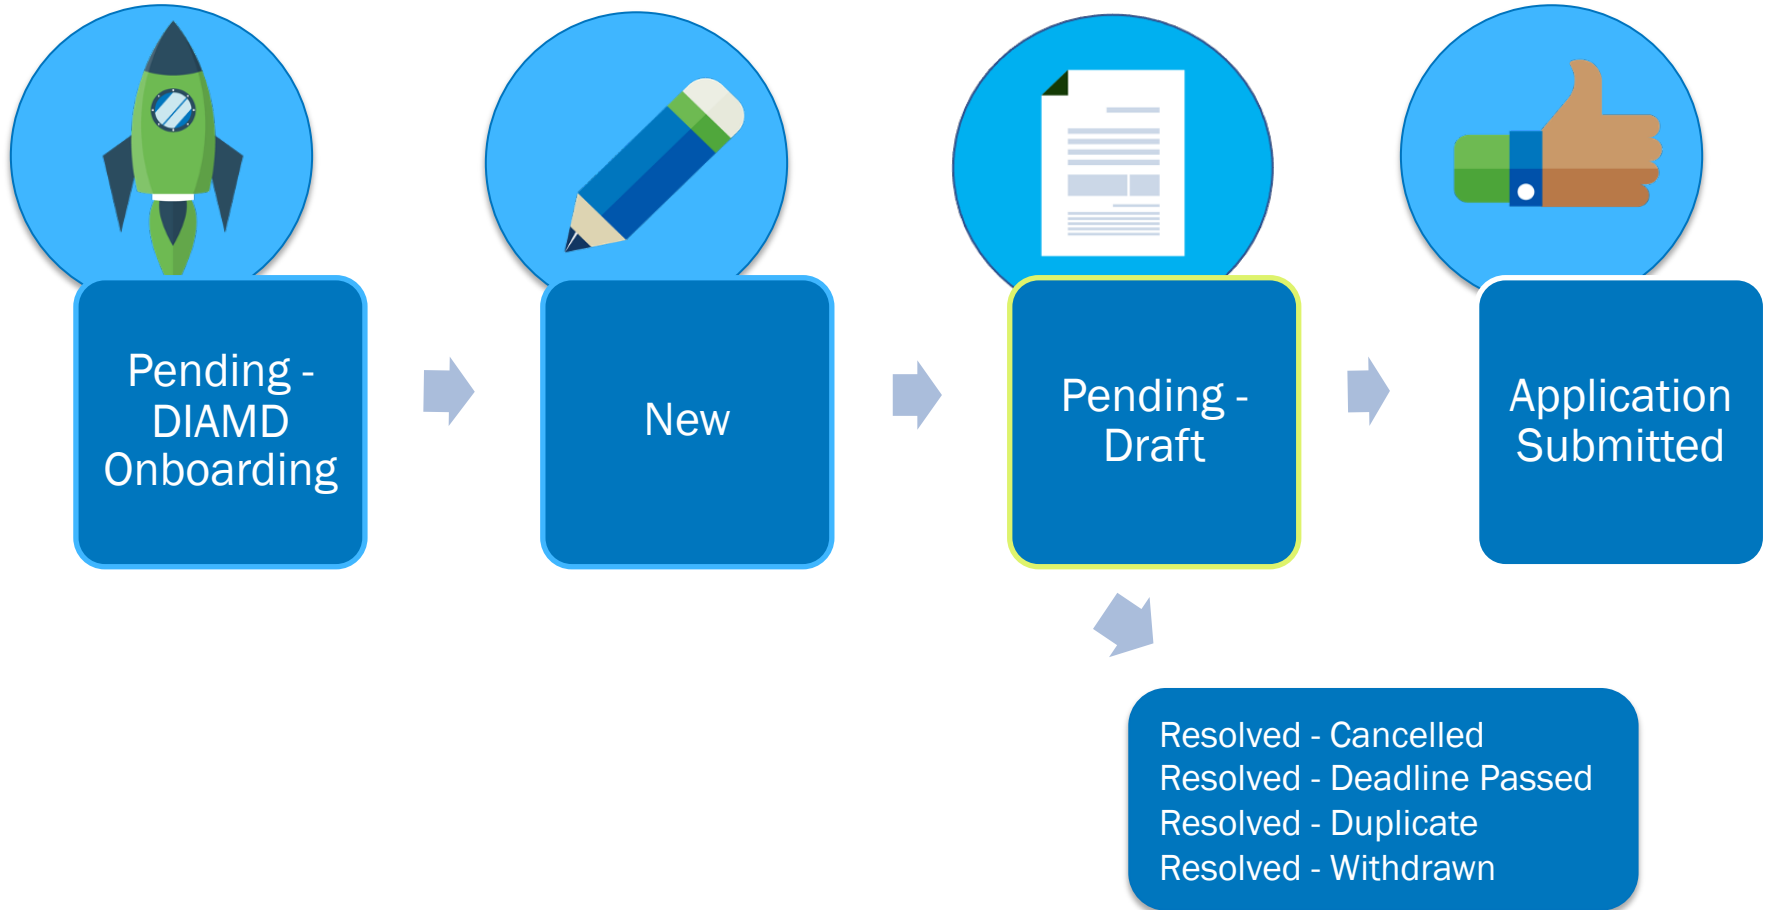 Pending -
DIAMD
Onboarding
New
Pending -
Draft
Application
Submitted
Resolved - Cancelled
Resolved - Deadline Passed
Resolved - Duplicate
Resolved - Withdrawn